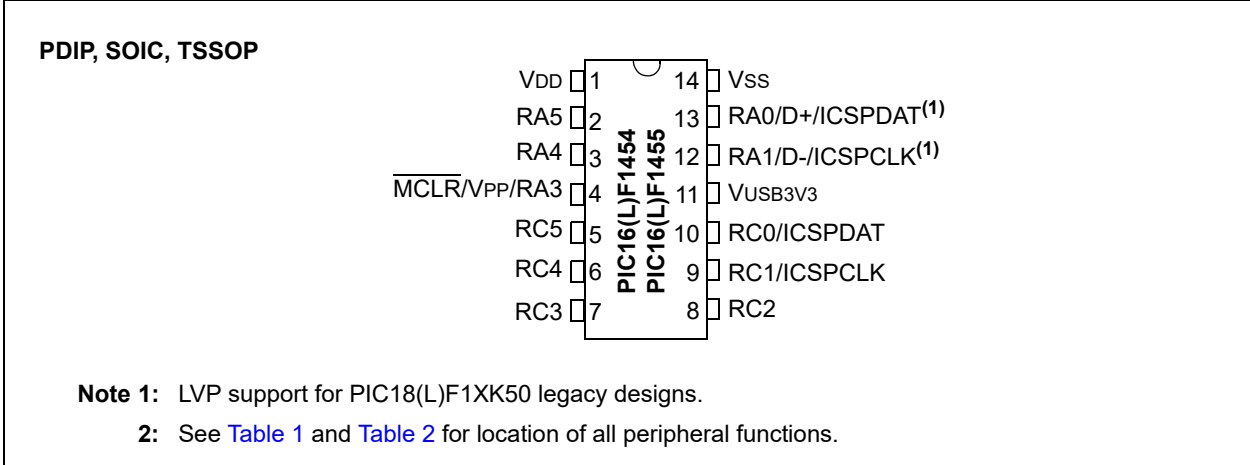 PDIP, SOIC, TSSOP
VDD 1 14 VSS
RA5 2 13 RA0/D+/ICSPDAT(1)
RA4 3 12 RA1/D-/ICSPCLK(1)
MCLR/VPP/RA3 4 11 VUSB3V3
RC5 5 10 RC0/ICSPDAT
RC4 6 9 RC1/ICSPCLK
RC3 7 8 RC2
PIC16(L)F1454
PIC16(L)F1455
Note 1: LVP support for PIC18(L)F1XK50 legacy designs.
2: See Table 1 and Table 2 for location of all peripheral functions.